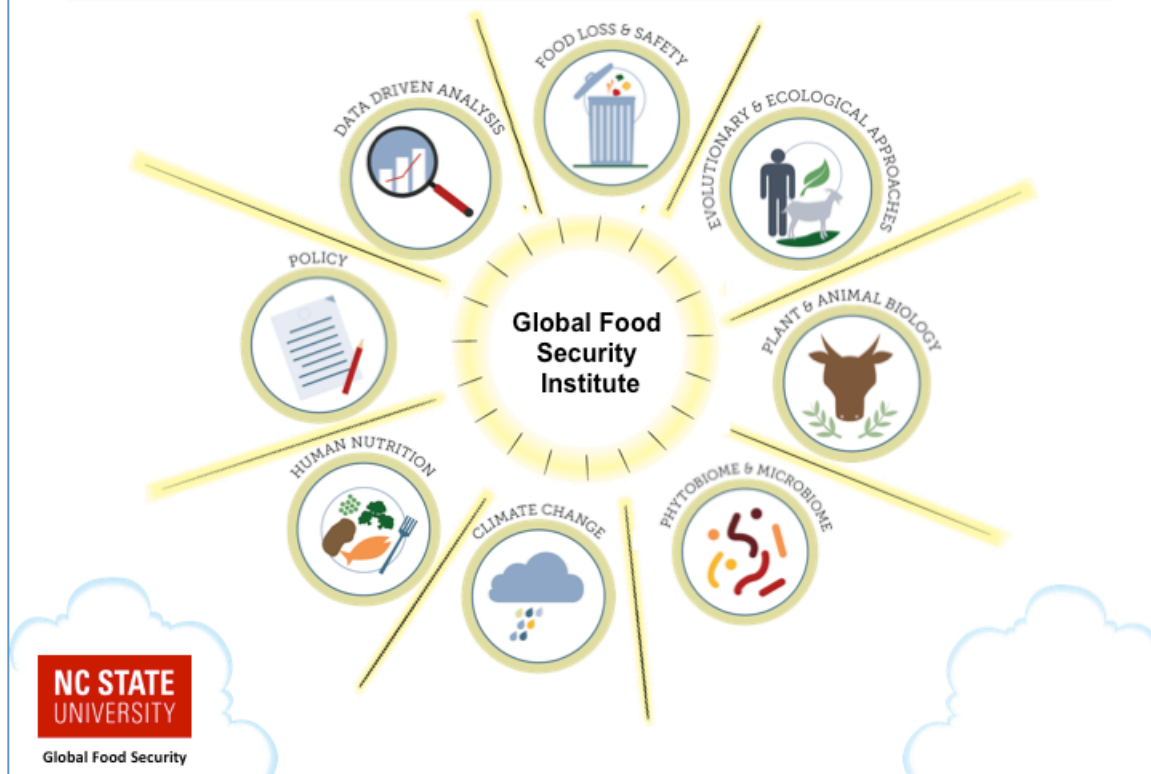 FOOD LOSS & SAFETY
DATA DRIVEN ANALYSIS
EVOLUTIONARY & ECOLOGICAL APPROACHES
POLICY
Global Food
Security
Institute
PLANT & ANIMAL BIOLOGY
HUMAN NUTRITION
PHYTOBIOME & MICROBIOME
CLIMATE CHANGE
NC STATE
UNIVERSITY
Global Food Security